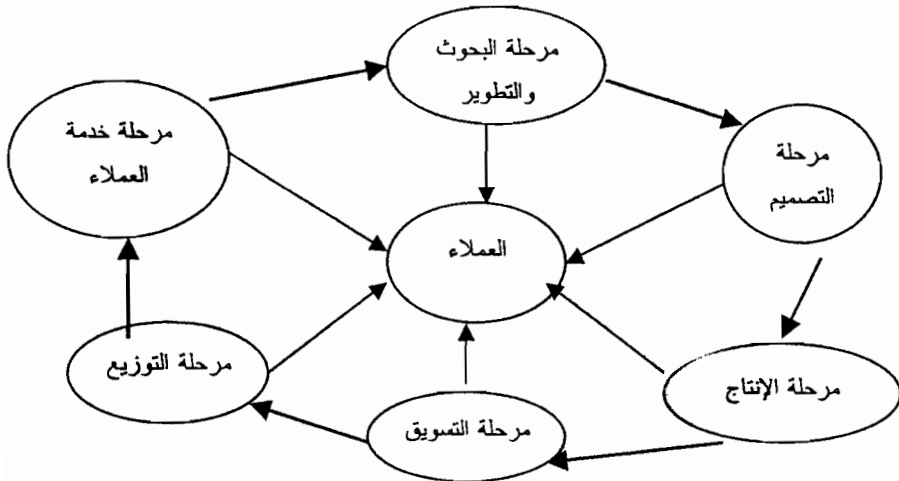 مرحلة البحوث
والتطوير
مرحلة
التصميم
مرحلة الإنتاج
مرحلة التسويق
مرحلة التوزيع
مرحلة خدمة
العملاء
العملاء